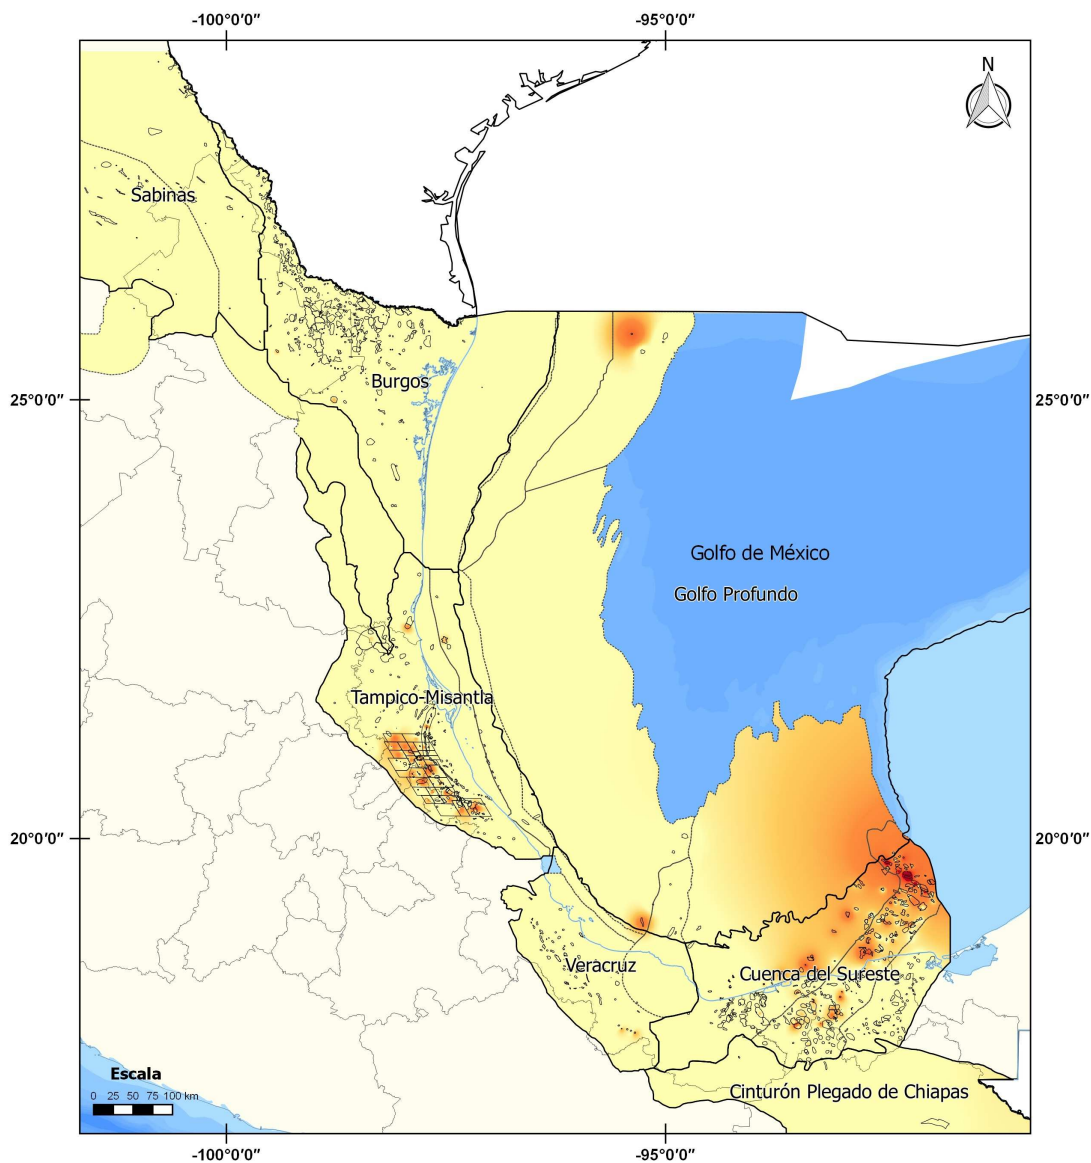 -100°0′0″ -95°0′0″
N
Sabinas
Burgos
25°0′0″ 25°0′0″
Golfo de México
Golfo Profundo
Tampico-Misantla
20°0′0″ 20°0′0″
Veracruz
Cuenca del Sureste
Escala
0 25 50 75 100 km
Cinturón Plegado de Chiapas
-100°0′0″ -95°0′0″